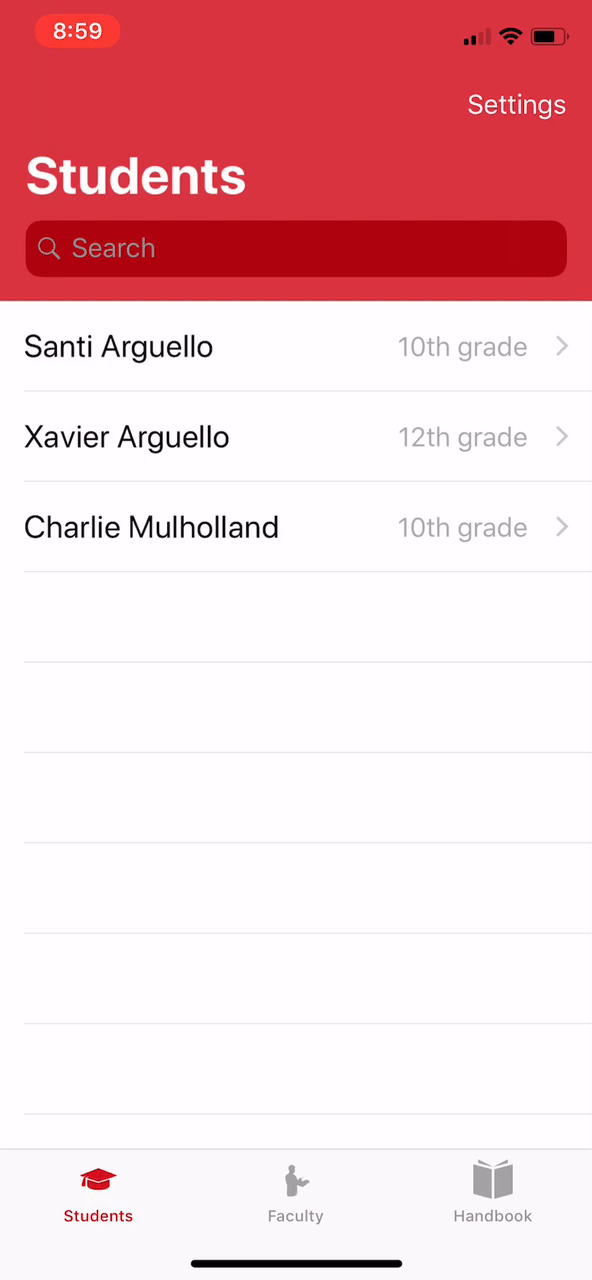 8:59
Settings
Students
Search
Santi Arguello 10th grade
Xavier Arguello 12th grade
Charlie Mulholland 10th grade
Students Faculty Handbook